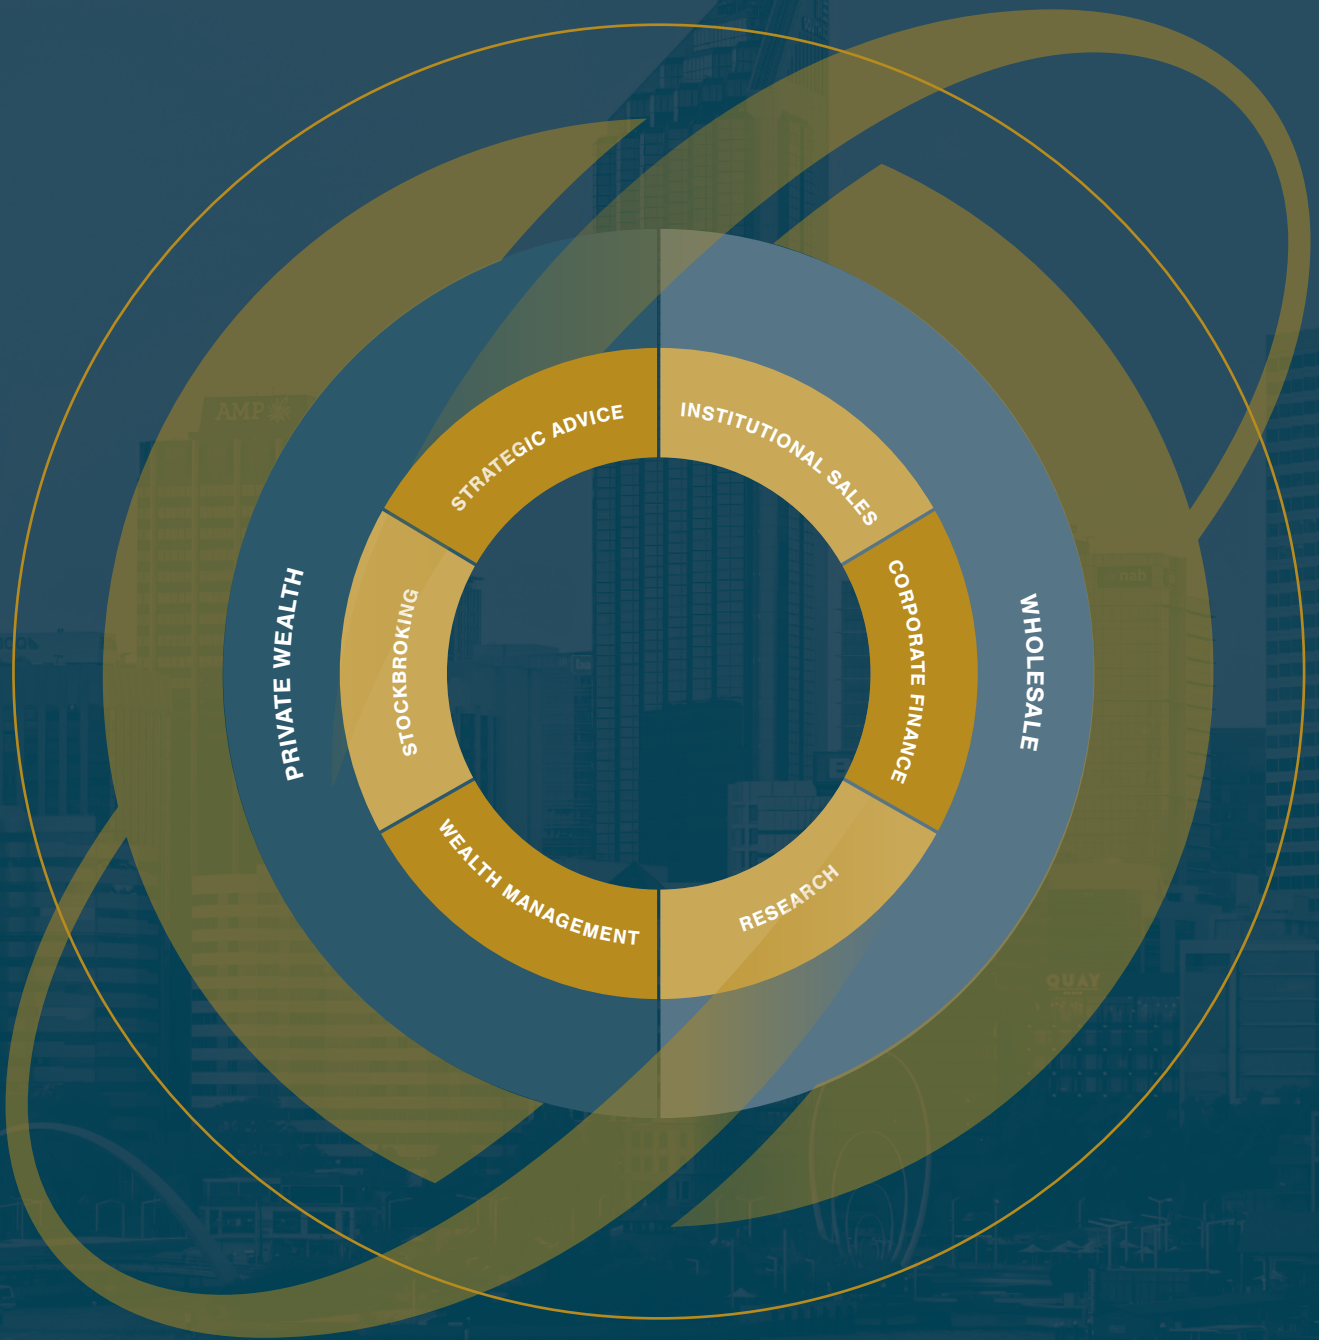 AMP
STRATEGIC ADVICE
INSTITUTIONAL SALES
STOCKBROKING
CORPORATE FINANCE
PRIVATE WEALTH
WHOLESALE
WEALTH MANAGEMENT
RESEARCH
nab
QUAY